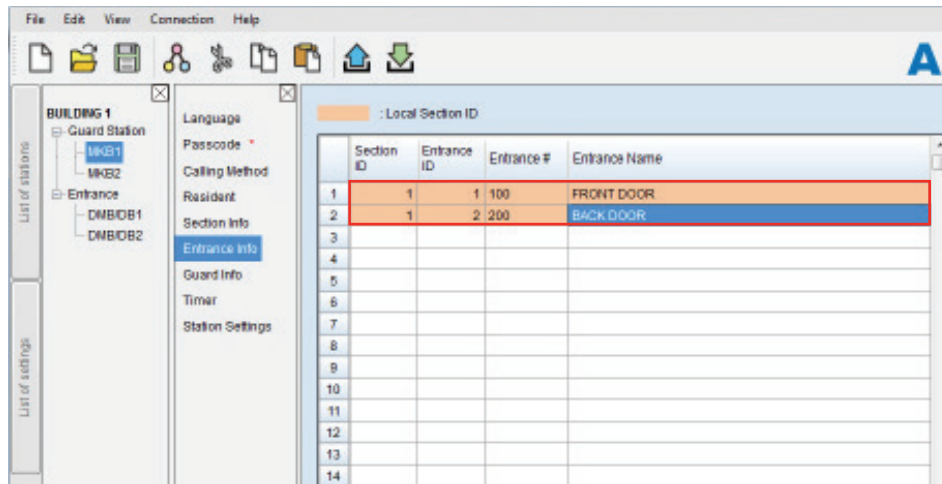 File Edit View Connection Help
A
List of stations
List of settings
BUILDING 1
Guard Station
MKB1
MKB2
Entrance
DMB/DB1
DMB/DB2
Language
Passcode *
Calling Method
Resident
Section Info
Entrance Info
Guard Info
Timer
Station Settings
: Local Section ID
Section ID Entrance ID Entrance # Entrance Name
1 1 1 100 FRONT DOOR
2 1 2 200 BACK DOOR
3
4
5
6
7
8
9
10
11
12
13
14